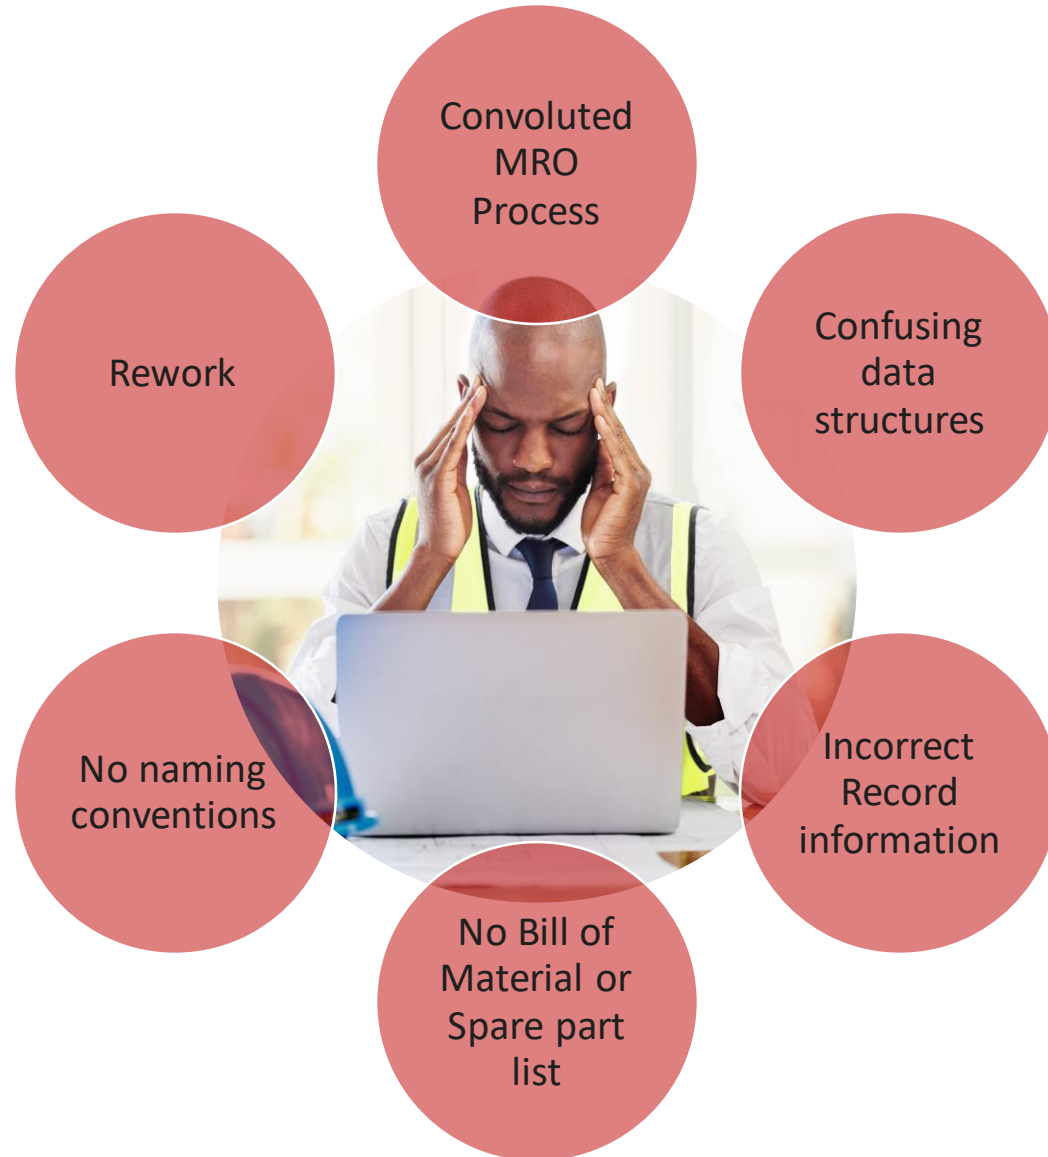 Convoluted
MRO
Process
Confusing
data
structures
Incorrect
Record
information
No Bill of
Material or
Spare part
list
No naming
conventions
Rework